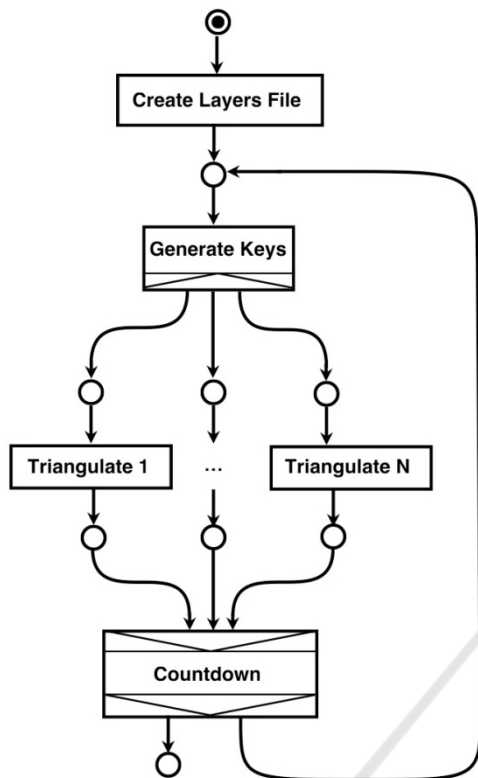 Create Layers File
Generate Keys
Triangulate 1
...
Triangulate N
Countdown